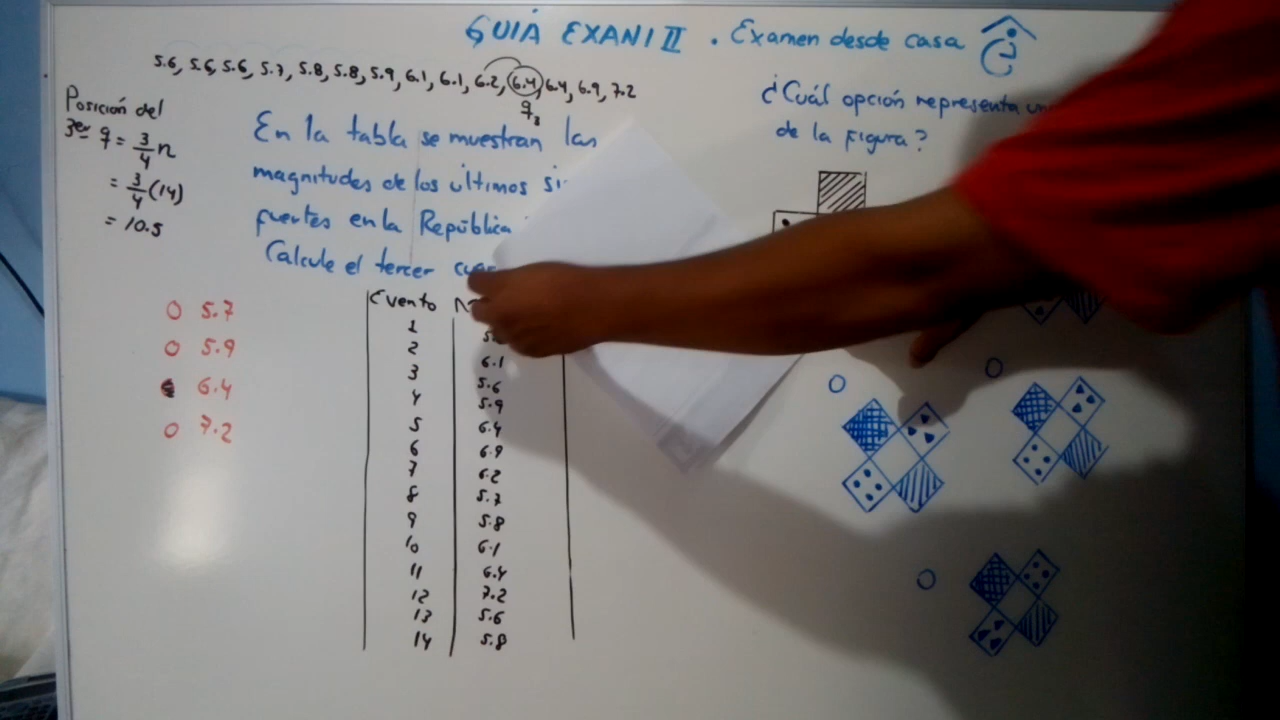 GUIA EXANI II . Examen desde casa
5.6, 5.6, 5.6, 5.7, 5.8, 5.8, 5.9, 6.1, 6.1, 6.2, 6.4, 6.4, 6.9, 7.2
q3
Posición del
3er q = 3/4 n
= 3/4 (14)
= 10.5
En la tabla se muestran las
magnitudes de los últimos
fuertes en la República
Calcule el tercer
5.7
5.9
6.4
7.2
Evento
1
2 6.1
3 5.6
4 5.9
5 6.4
6 6.9
7 6.2
8 5.7
9 5.8
10 6.1
11 6.4
12 7.2
13 5.6
14 5.8
¿Cuál opción representa
de la figura?